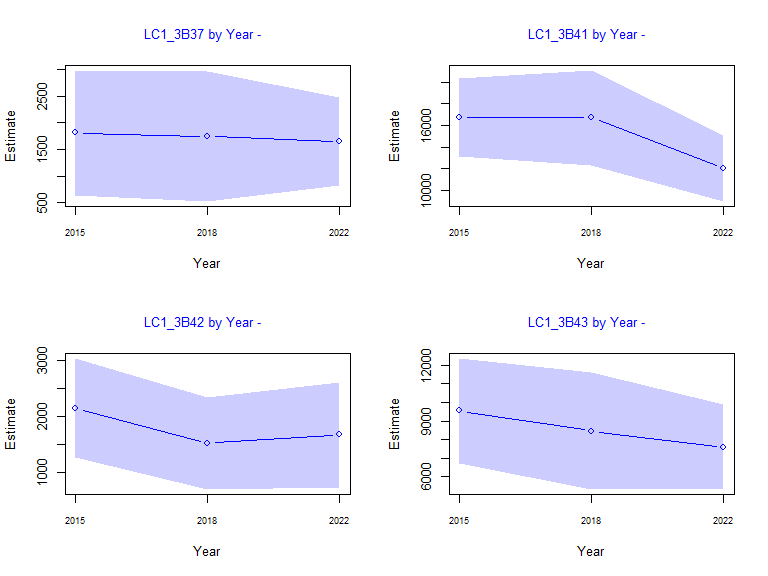 LC1_3B37 by Year -
Estimate
500
1500
2500
2015
2018
2022
Year
LC1_3B41 by Year -
Estimate
10000
16000
2015
2018
2022
Year
LC1_3B42 by Year -
Estimate
1000
2000
3000
2015
2018
2022
Year
LC1_3B43 by Year -
Estimate
6000
9000
12000
2015
2018
2022
Year